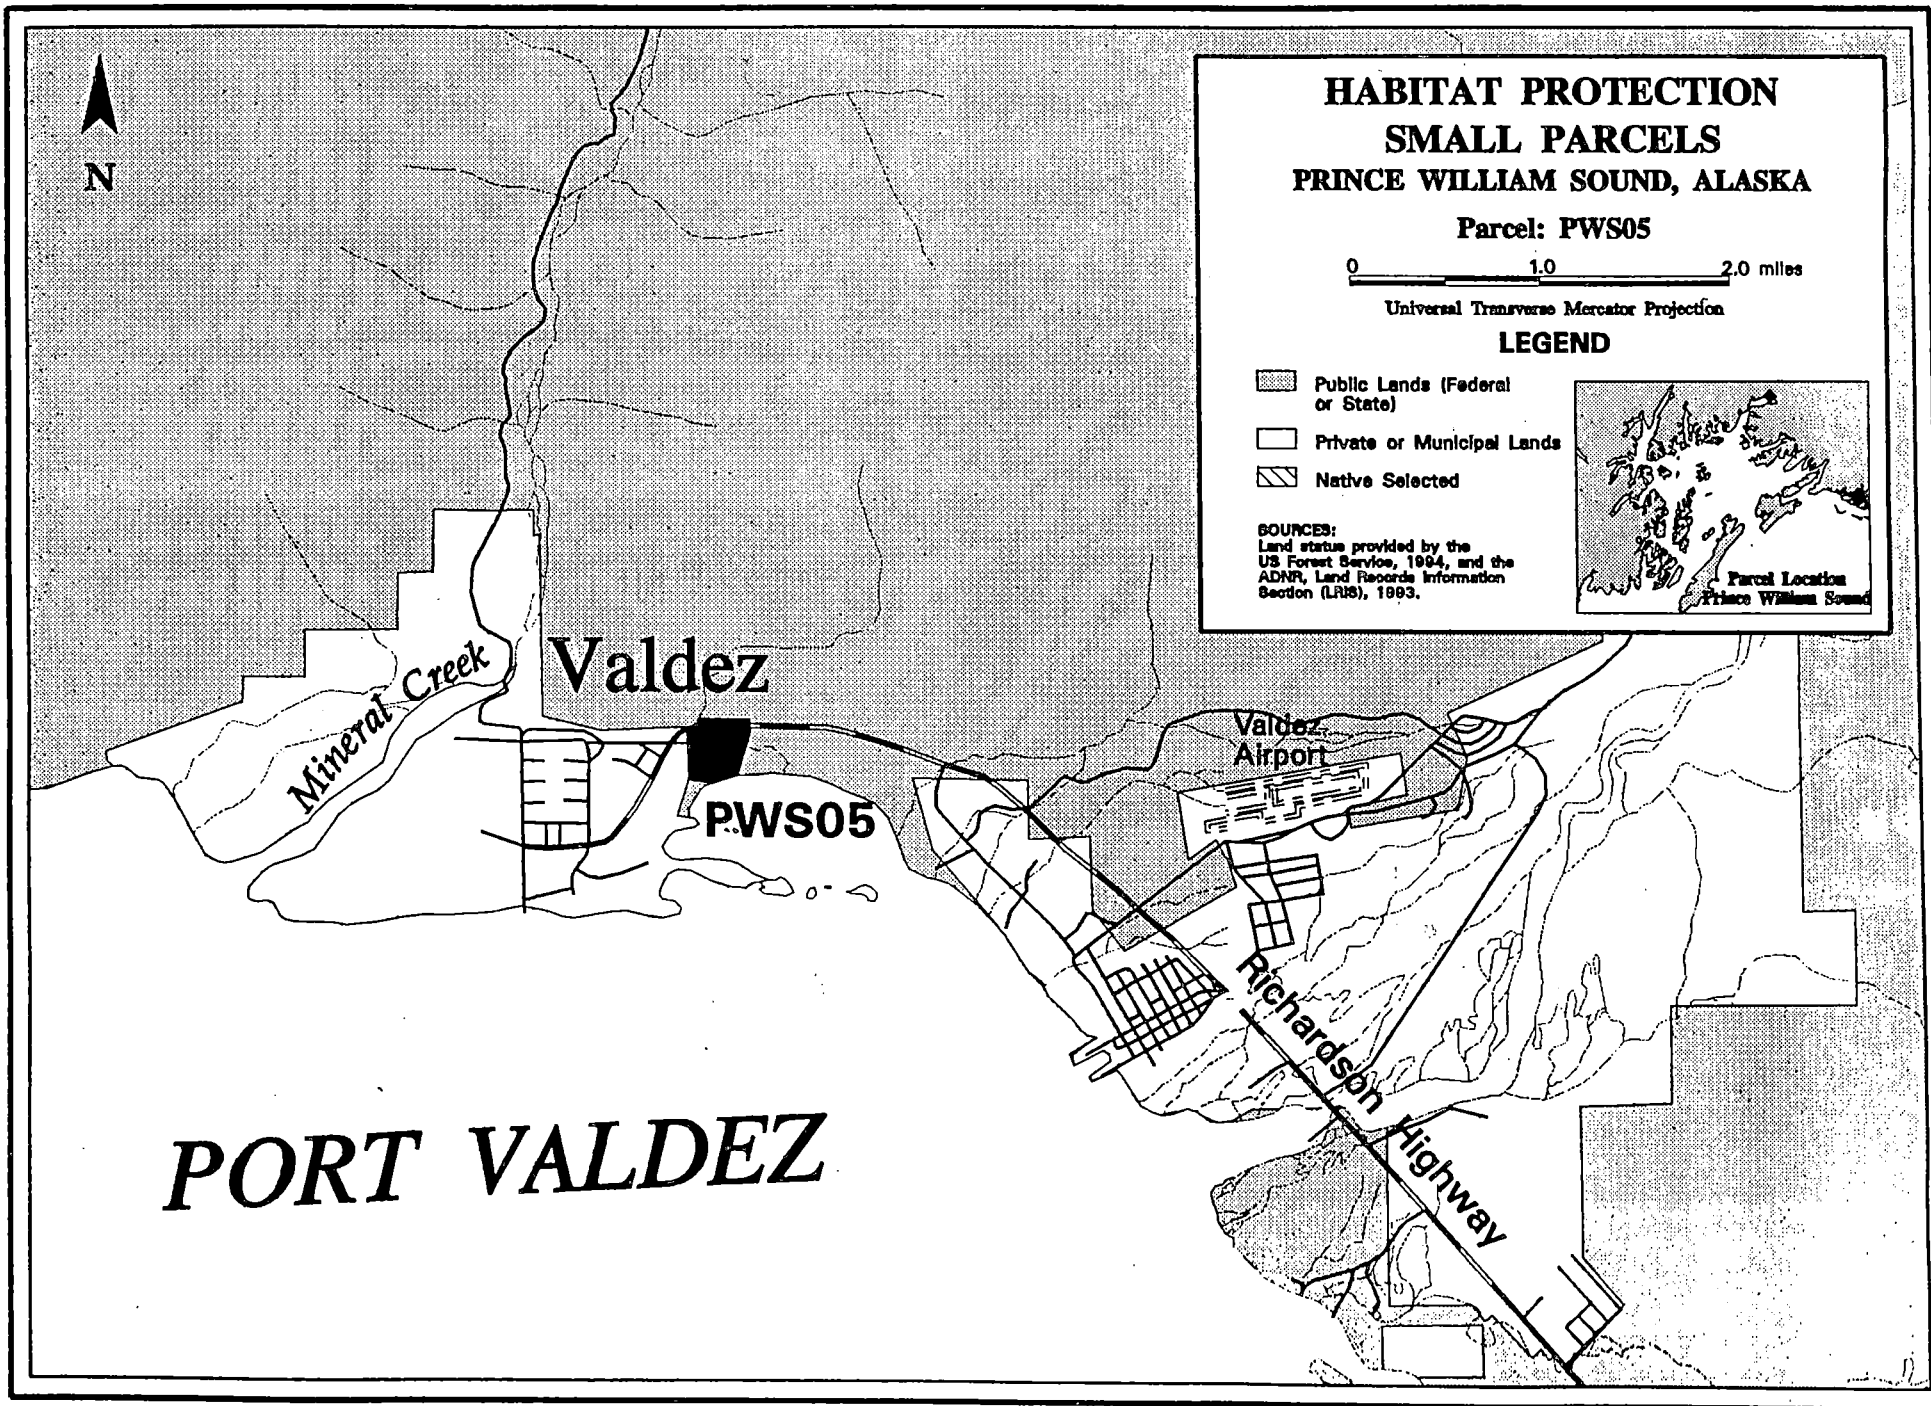 N
HABITAT PROTECTION
SMALL PARCELS
PRINCE WILLIAM SOUND, ALASKA
Parcel: PWS05
0 1.0 2.0 miles
Universal Transverse Mercator Projection
LEGEND
Public Lands (Federal
or State)
Private or Municipal Lands
Native Selected
SOURCES:
Land status provided by the
US Forest Service, 1994, and the
ADNR, Land Records Information
Section (LRIS), 1993.
Parcel Location
Prince William Sound
Mineral Creek
Valdez
PWS05
Valdez
Airport
Richardson Highway
PORT VALDEZ